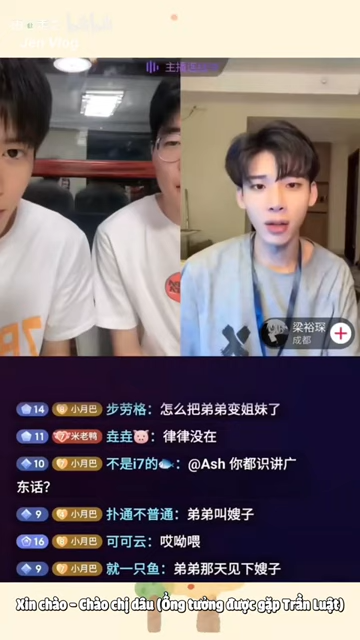 Jen Vlop
主播连线中
梁裕琛
成都
14 小月巴 步劳格：怎么把弟弟变姐妹了
11 米老鸭 垚垚🐷：律律没在
10 小月巴 不是i7的🐟：@Ash 你都识讲广
东话？
9 小月巴 扑通不普通：弟弟叫嫂子
16 小月巴 可可云：哎呦喂
9 小月巴 就一只鱼：弟弟那天见下嫂子
Xin chào - Chào chị dâu (Ổng tưởng được gặp Trần Luật)